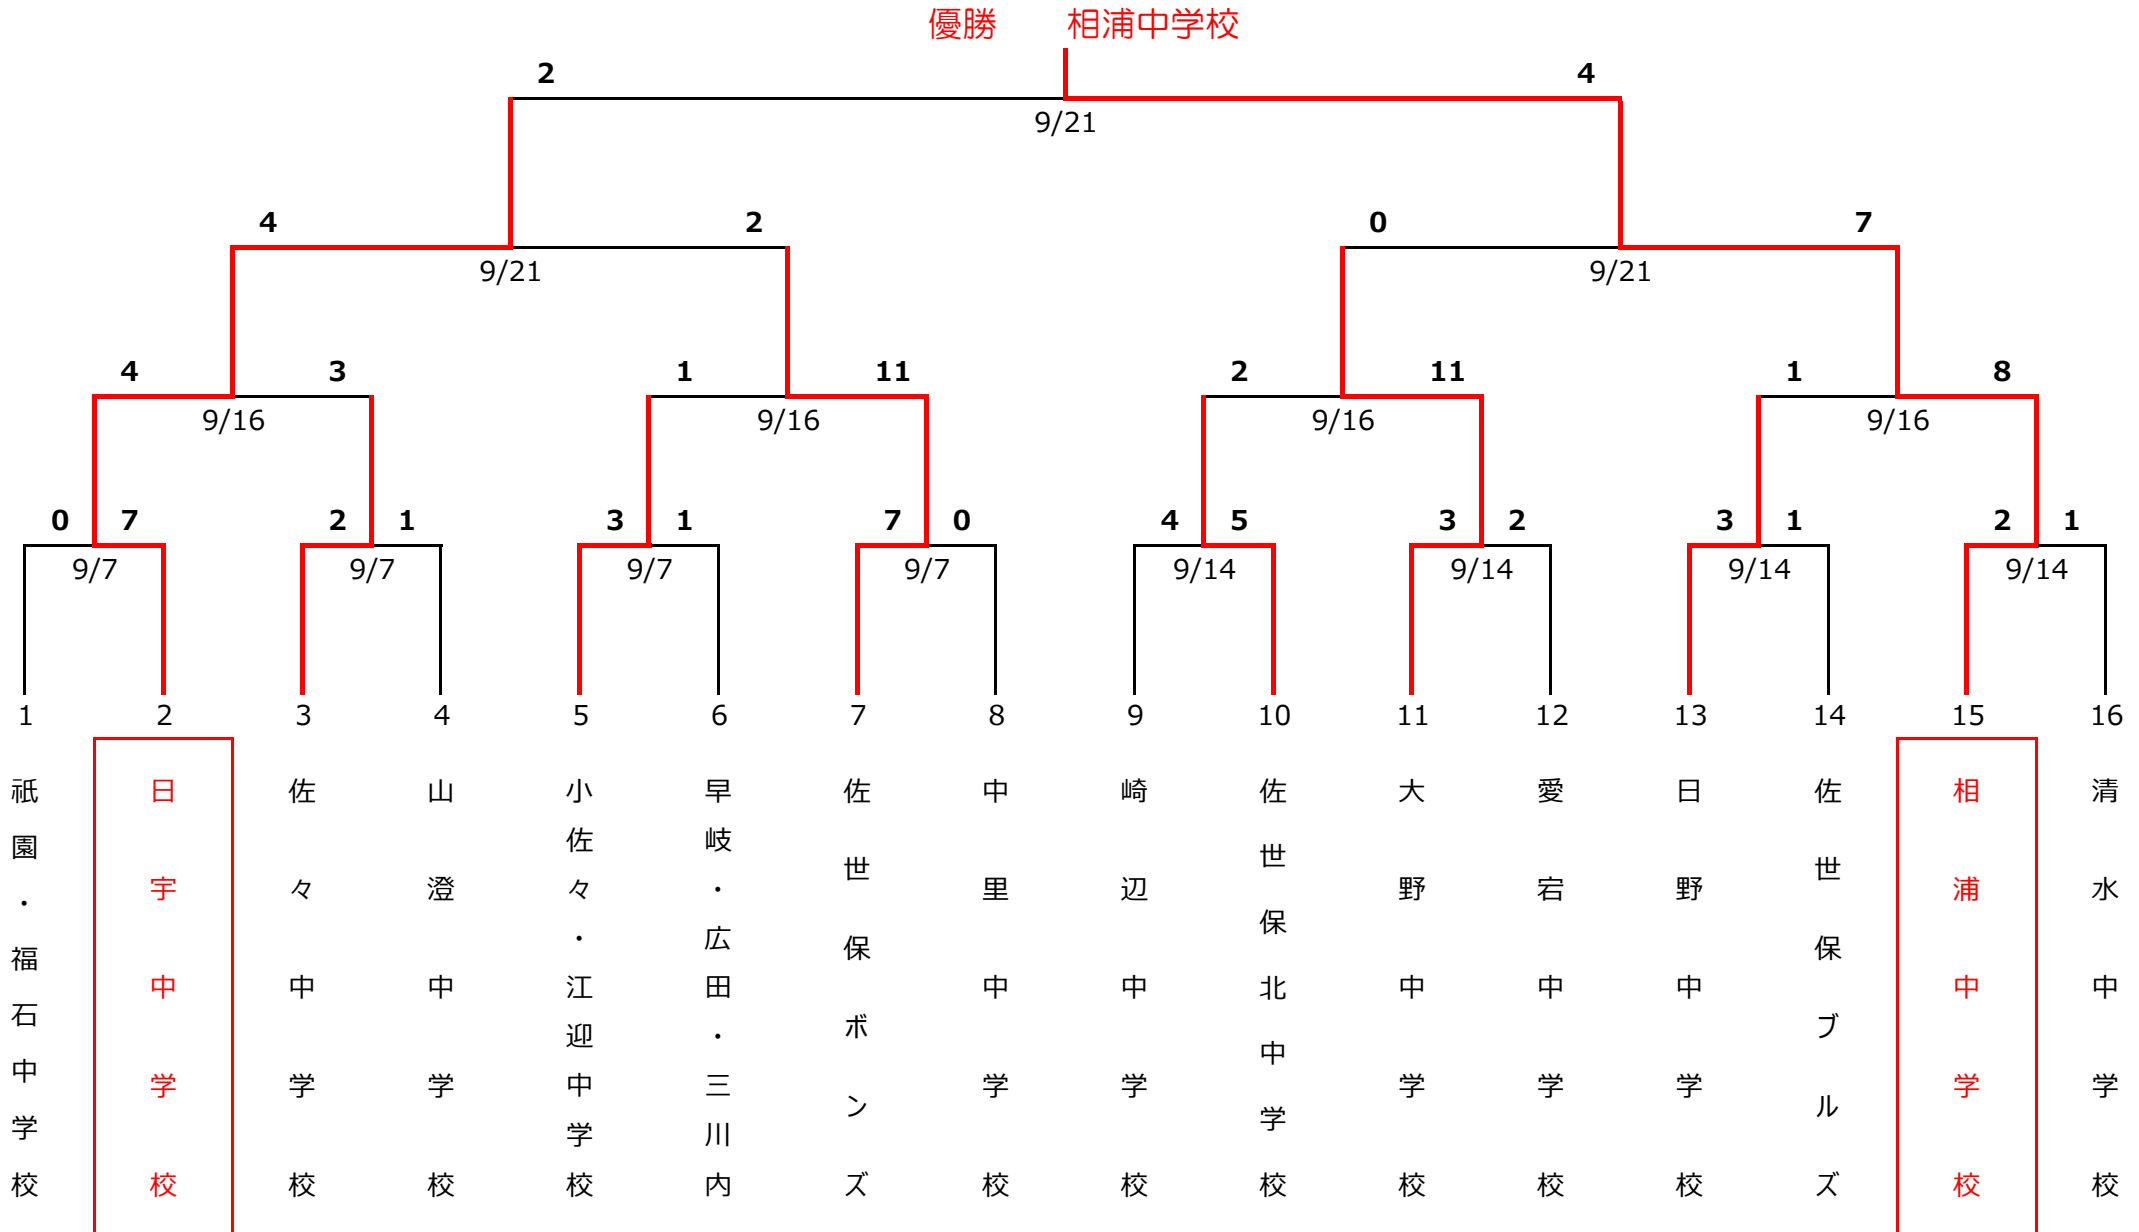 優勝 相浦中学校
2 4
9/21
4 2 0 7
9/21 9/21
4 3 1 11 2 11 1 8
9/16 9/16 9/16 9/16
0 7 2 1 3 1 7 0 4 5 3 2 3 1 2 1
9/7 9/7 9/7 9/7 9/14 9/14 9/14 9/14
1 2 3 4 5 6 7 8 9 10 11 12 13 14 15 16
祇園・福石中学校
日宇中学校
佐々中学校
山澄中学校
小佐々・江迎中学校
早岐・広田・三川内
佐世保ボンズ
中里中学校
崎辺中学校
佐世保北中学校
大野中学校
愛宕中学校
日野中学校
佐世保ブルズ
相浦中学校
清水中学校